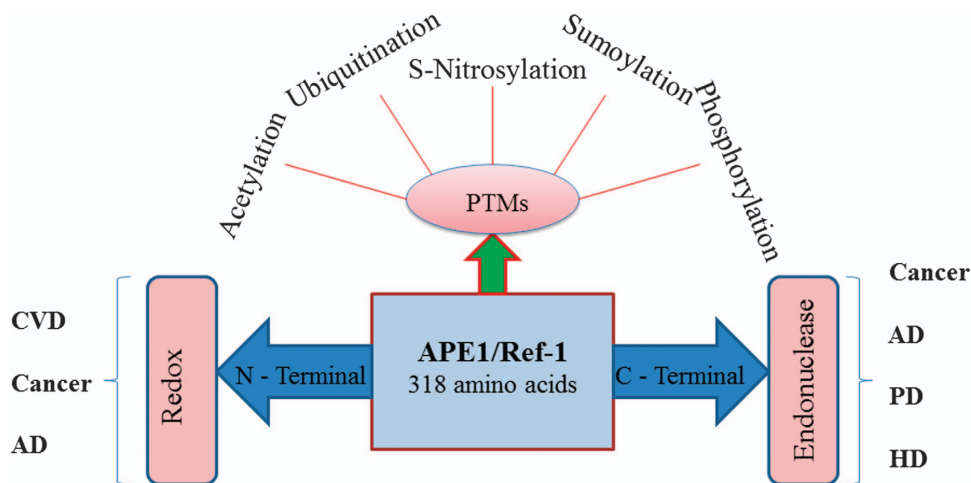 Acetylation
Ubiquitination
S-Nitrosylation
Sumoylation
Phosphorylation
PTMs
CVD
Cancer
AD
Redox
N - Terminal
APE1/Ref-1
318 amino acids
C - Terminal
Endonuclease
Cancer
AD
PD
HD